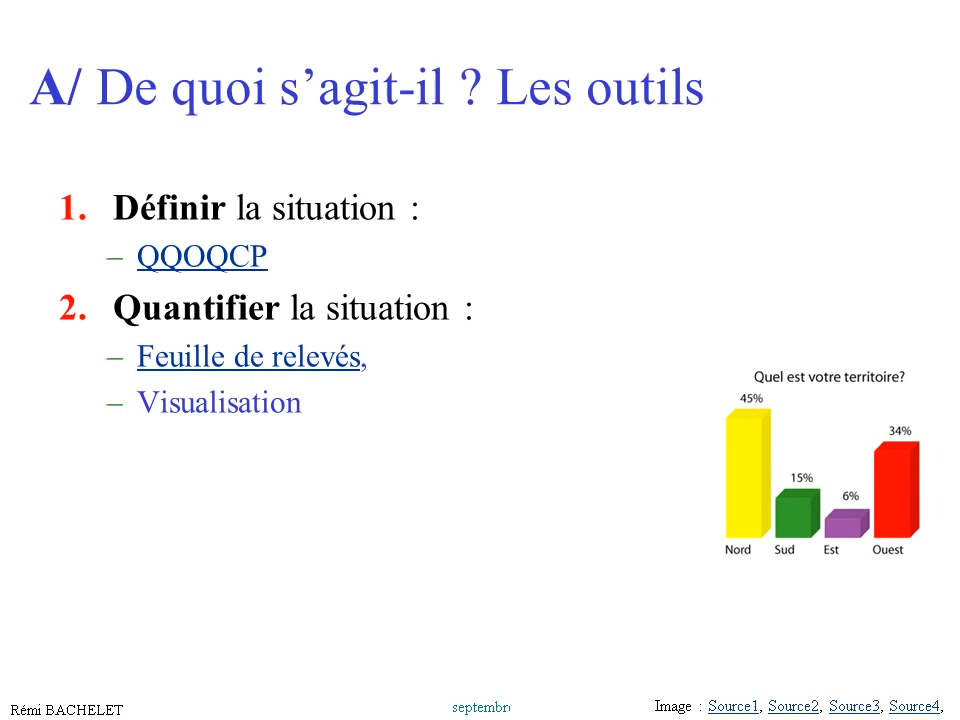 A/ De quoi s’agit-il ? Les outils
1. Définir la situation :
– QQOQCP
2. Quantifier la situation :
– Feuille de relevés,
– Visualisation
Quel est votre territoire?
45%
34%
15%
6%
Nord Sud Est Ouest
Rémi BACHELET
septembre
Image : Source1, Source2, Source3, Source4,